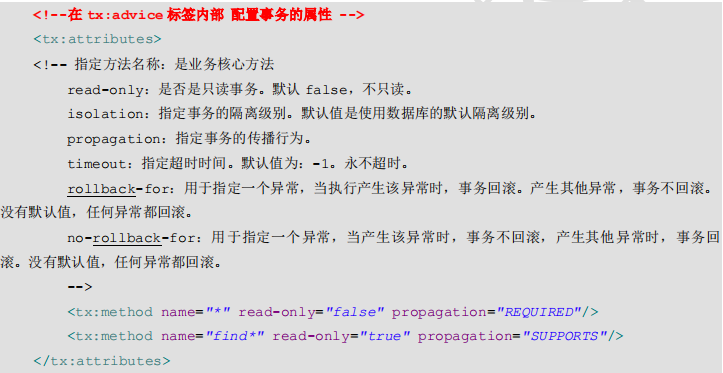 <!--在 tx:advice 标签内部 配置事务的属性 -->
<tx:attributes>
<!-- 指定方法名称：是业务核心方法
read-only：是否是只读事务。默认 false，不只读。
isolation：指定事务的隔离级别。默认值是使用数据库的默认隔离级别。
propagation：指定事务的传播行为。
timeout：指定超时时间。默认值为：-1。永不超时。
rollback-for：用于指定一个异常，当执行产生该异常时，事务回滚。产生其他异常，事务不回滚。
没有默认值，任何异常都回滚。
no-rollback-for：用于指定一个异常，当产生该异常时，事务不回滚，产生其他异常时，事务回
滚。没有默认值，任何异常都回滚。
-->
<tx:method name="*" read-only="false" propagation="REQUIRED"/>
<tx:method name="find*" read-only="true" propagation="SUPPORTS"/>
</tx:attributes>